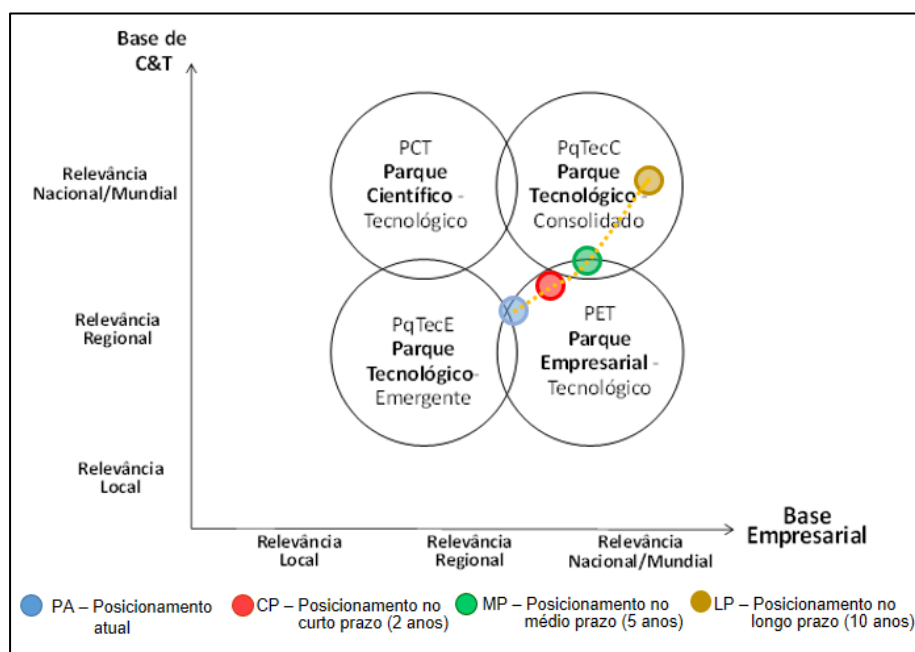 Base de
C&T
Relevância
Nacional/Mundial
Relevância
Regional
Relevância
Local
PCT
Parque
Científico -
Tecnológico
PqTecC
Parque
Tecnológico -
Consolidado
PqTecE
Parque
Tecnológico-
Emergente
PET
Parque
Empresarial -
Tecnológico
Relevância
Local
Relevância
Regional
Relevância
Nacional/Mundial
Base
Empresarial
PA – Posicionamento
atual
CP – Posicionamento no
curto prazo (2 anos)
MP – Posicionamento no
médio prazo (5 anos)
LP – Posicionamento no
longo prazo (10 anos)